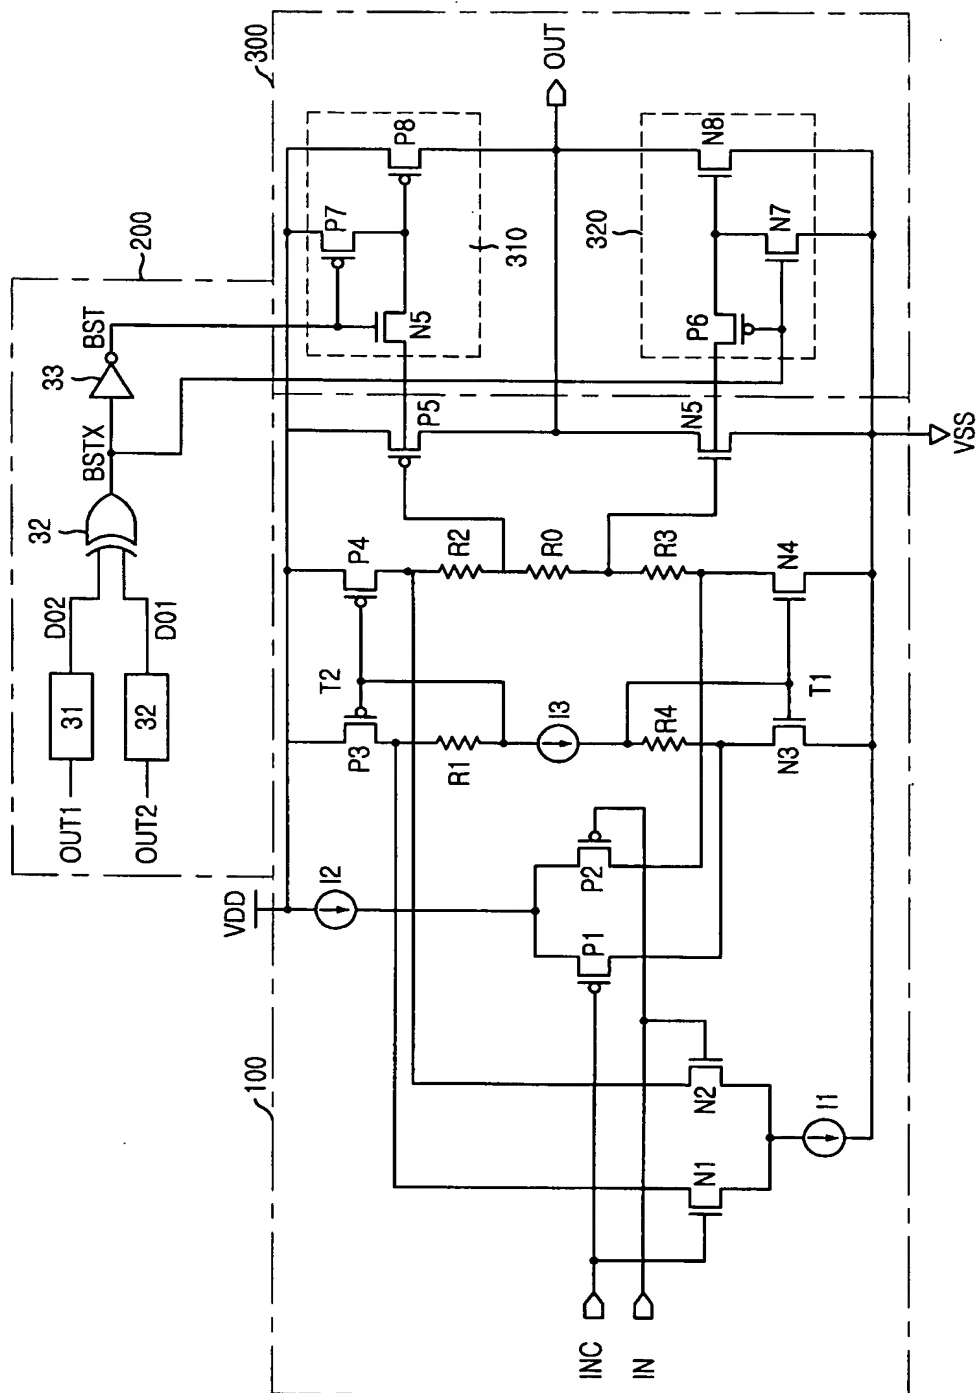 300
200
OUT1
OUT2
31
32
D02
D01
32
BSTX
33
BST
100
VDD
I2
P3
T2
P4
P5
P7
P8
N5
310
OUT
R1
R2
I3
R0
R4
R3
P1
P2
320
P6
N7
N8
N5
INC
IN
N1
N2
I1
N3
T1
N4
VSS